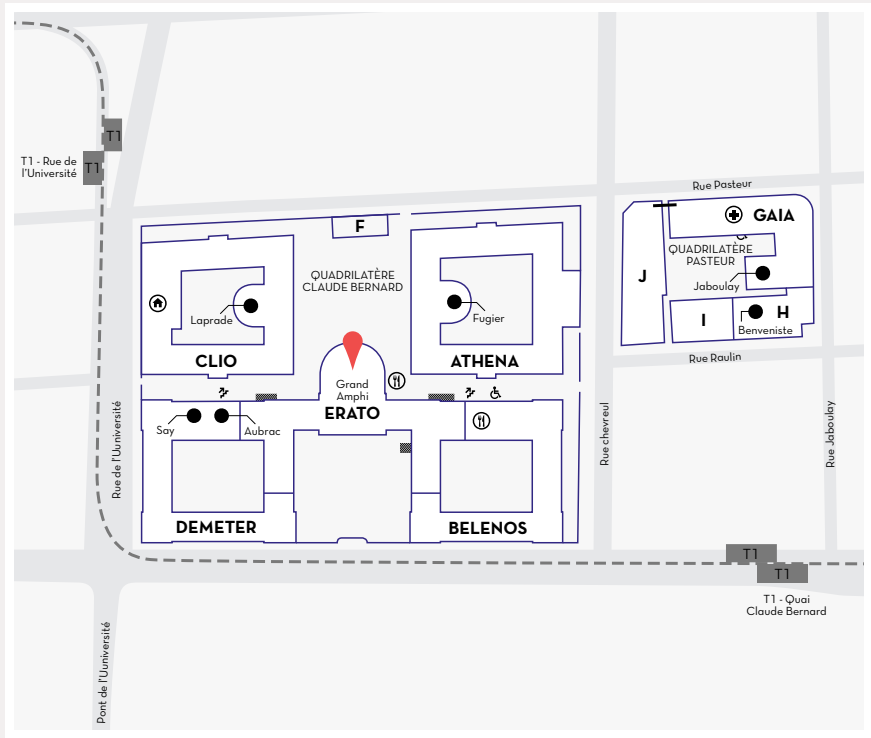 T1
T1 - Rue de
l'Université
T1
Rue Pasteur
F
GAIA
QUADRILATÈRE
PASTEUR
J
QUADRILATÈRE
CLAUDE BERNARD
Jaboulay
Laprade
Fugier
I
H
Benveniste
CLIO
ATHENA
Rue Raulin
Grand
Amphi
ERATO
Say
Aubrac
Rue de l'Uuniversité
Rue chevreul
Rue Jaboulay
DEMETER
BELENOS
T1
T1
T1 - Quai
Claude Bernard
Pont de l'Uuniversité